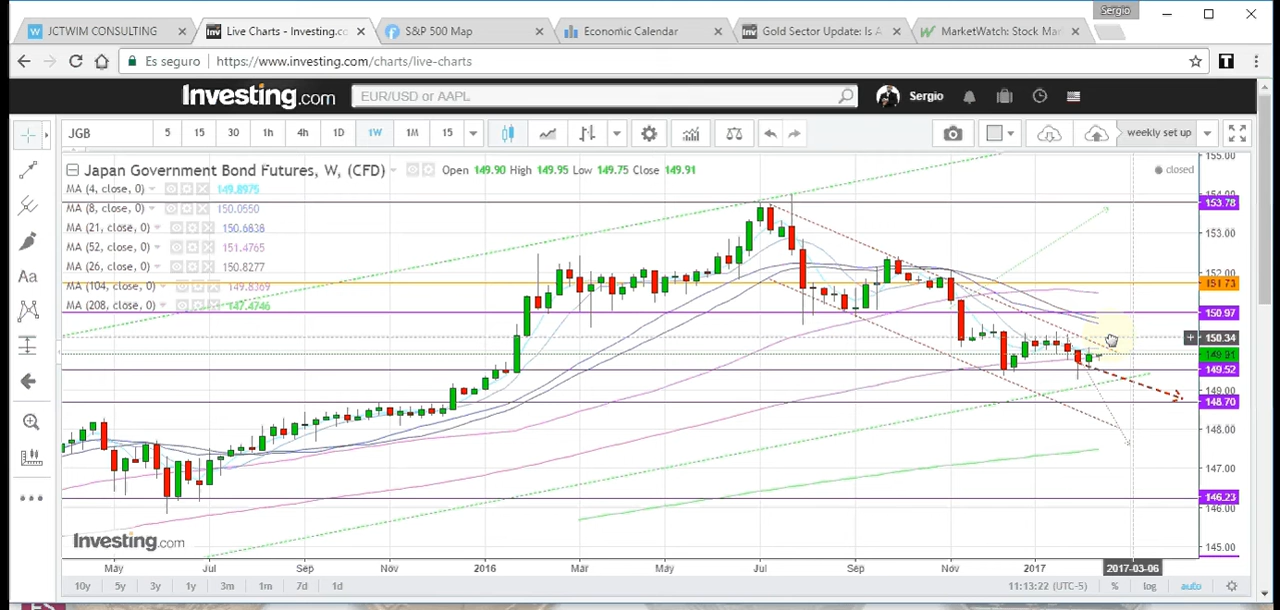 Sergio
JCTWIM CONSULTING
Live Charts - Investing.co
S&P 500 Map
Economic Calendar
Gold Sector Update: Is A
MarketWatch: Stock Mar
Es seguro
https://www.investing.com/charts/live-charts
Investing.com
EUR/USD or AAPL
Sergio
JGB 5 15 30 1h 4h 1D 1W 1M 15
weekly set up
Japan Government Bond Futures, W, (CFD)
Open 149.90 High 149.95 Low 149.75 Close 149.91
closed
MA (4, close, 0) 149.8975
MA (8, close, 0) 150.0550
MA (21, close, 0) 150.6838
MA (52, close, 0) 151.4765
MA (26, close, 0) 150.8277
MA (104, close, 0) 149.8369
MA (208, close, 0) 147.4746
Aa
155.00
154.00
153.78
153.00
152.00
151.73
150.97
150.34
149.91
149.52
149.00
148.70
148.00
147.00
146.23
146.00
145.00
Investing.com
May Jul Sep Nov 2016 Mar May Jul Sep Nov 2017 2017-03-06
10y 5y 3y 1y 3m 1m 7d 1d
11:13:22 (UTC-5) % log auto
ES